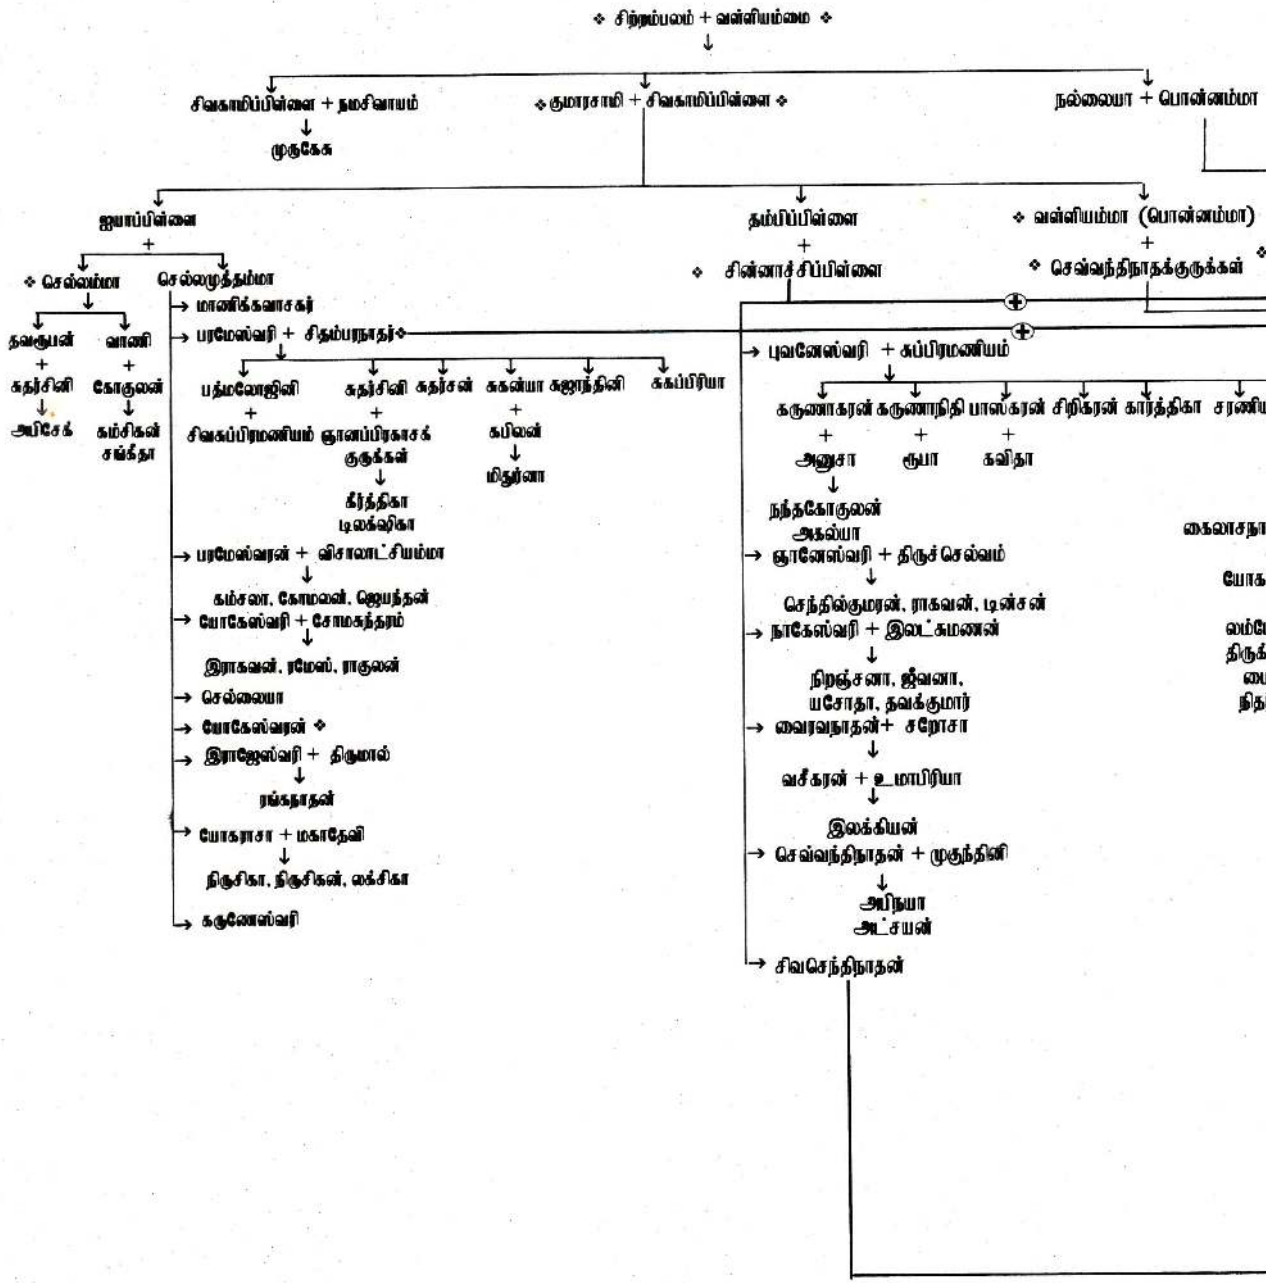 ❖ சிற்றம்பலம் + வள்ளியம்மை ❖
சிவகாமிப்பிள்ளை + நமசிவாயம்
❖ குமாரசாமி + சிவகாமிப்பிள்ளை ❖
நல்லையா + பொன்னம்மா
முருகேசு
ஐயாப்பிள்ளை
+
❖ செல்லம்மா
செல்லமுத்தம்மா
தவரூபன்
+
சுதர்சினி
அபிசேக்
வாணி
+
கோகுலன்
கம்சிகன்
சங்கீதா
மாணிக்கவாசகர்
பரமேஸ்வரி + சிதம்பரநாதர்❖
பத்மலோஜினி
+
சிவசுப்பிரமணியம்
சுதர்சினி
+
ஞானப்பிரகாசக்
குருக்கள்
கீர்த்திகா
டிலக்ஷிகா
சுதர்சன்
சுகன்யா
+
கபிலன்
மிதுர்னா
சுஜாந்தினி
சுகப்பிரியா
பரமேஸ்வரன் + விசாலாட்சியம்மா
கம்சலா, கோமலன், ஜெயந்தன்
யோகேஸ்வரி + சோமசுந்தரம்
இராகவன், ரமேஸ், ராகுலன்
செல்லையா
யோகேஸ்வரன் ❖
இராஜேஸ்வரி + திருமால்
ரங்கநாதன்
யோகராசா + மகாதேவி
நிருசிகா, நிருசிகன், லக்சிகா
கருணேஸ்வரி
தம்பிப்பிள்ளை
+
❖ சின்னாச்சிப்பிள்ளை
புவனேஸ்வரி + சுப்பிரமணியம்
கருணாகரன்
+
அனுசா
நந்தகோகுலன்
அகல்யா
கருணாநிதி
+
ரூபா
பாஸ்கரன்
+
கவிதா
சிறிகரன்
கார்த்திகா
சரணிய
ஞானேஸ்வரி + திருச்செல்வம்
செந்தில்குமரன், ராகவன், டின்சன்
நாகேஸ்வரி + இலட்சுமணன்
நிறஞ்சனா, ஜீவனா,
யசோதா, தவக்குமார்
வைரவநாதன்+ சறோசா
வசீகரன் + உமாபிரியா
இலக்கியன்
செவ்வந்திநாதன் + முகுந்தினி
அபிநயா
அட்சயன்
சிவசெந்திநாதன்
❖ வள்ளியம்மா (பொன்னம்மா)
+
❖ செவ்வந்திநாதக்குருக்கள்
❖
கைலாசநா
யோக
லம்பே
திருக்
பை
நித